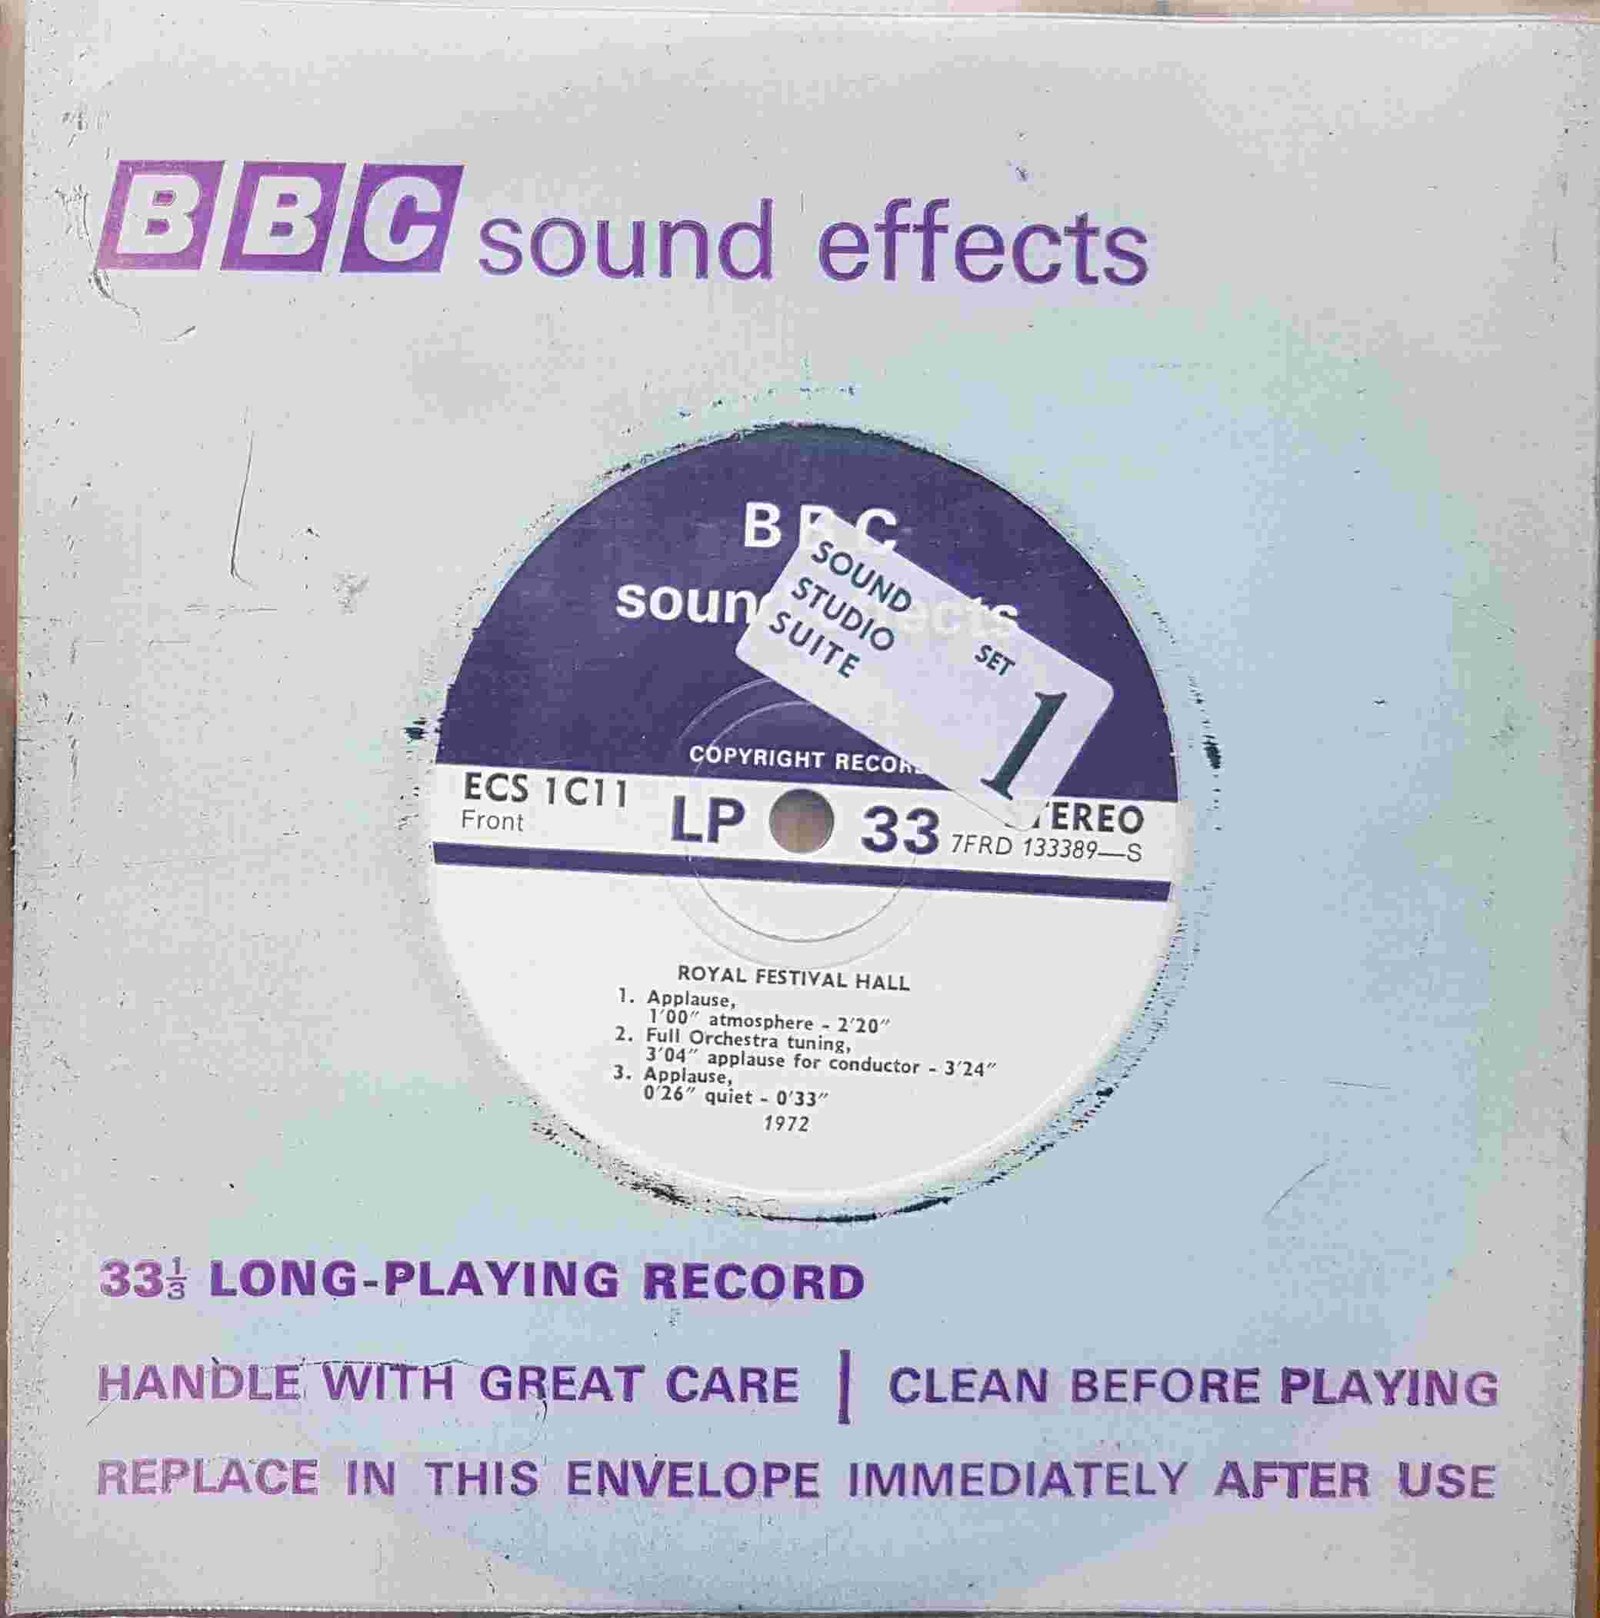 BBC sound effects
BBC
SOUND
STUDIO
SUITE
SET
1
COPYRIGHT
ECS 1C11
Front
LP 33
7FRD 133389—S
ROYAL FESTIVAL HALL
1. Applause,
1'00" atmosphere - 2'20"
2. Full Orchestra tuning,
3'04" applause for conductor - 3'24"
3. Applause,
0'26" quiet - 0'33"
1972
33⅓ LONG-PLAYING RECORD
HANDLE WITH GREAT CARE | CLEAN BEFORE PLAYING
REPLACE IN THIS ENVELOPE IMMEDIATELY AFTER USE